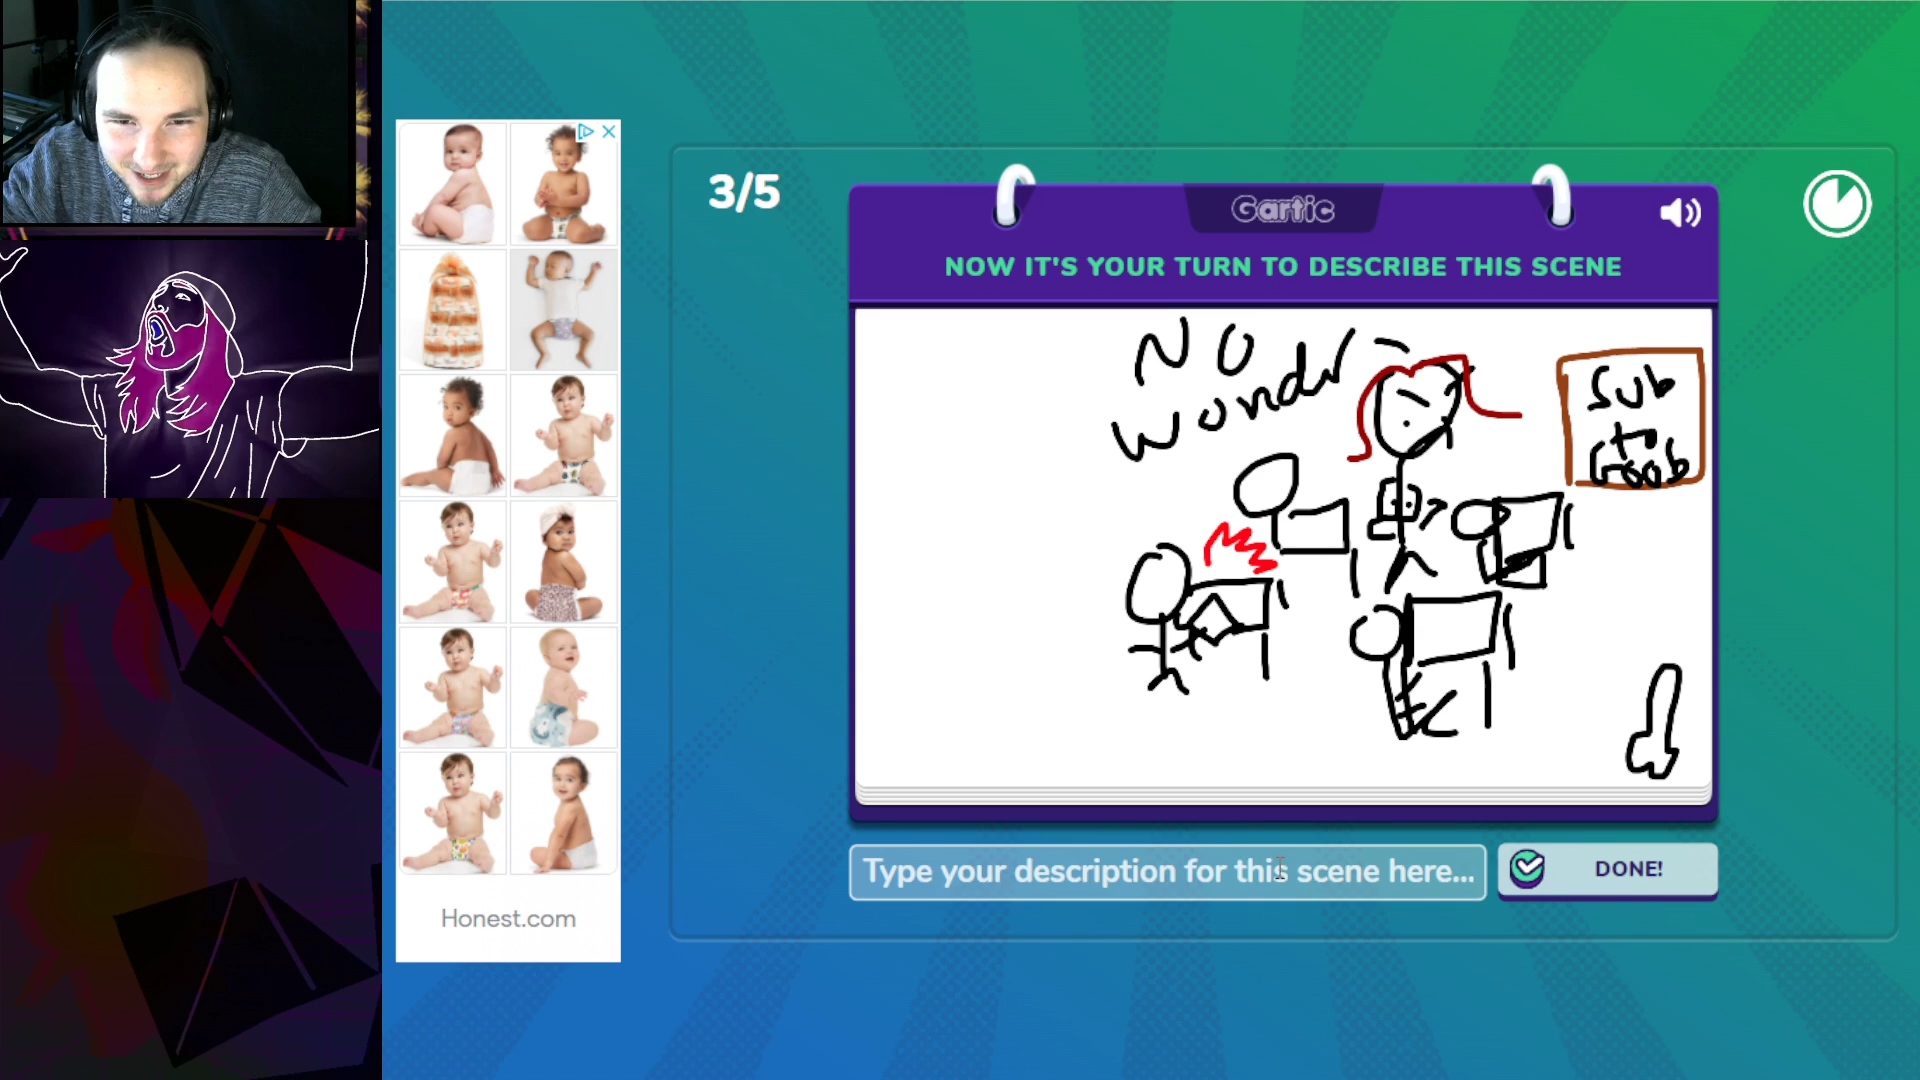 3/5
Gartic
NOW IT'S YOUR TURN TO DESCRIBE THIS SCENE
NO
wonder
Sub
to
Goob
Type your description for this scene here...
DONE!
Honest.com